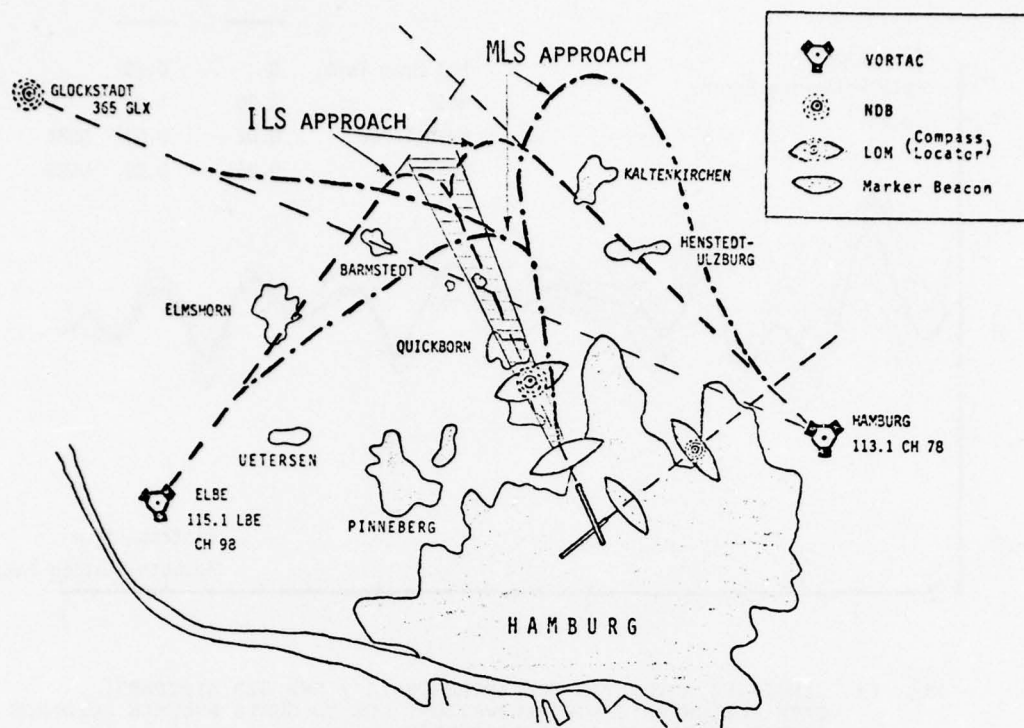 MLS APPROACH
ILS APPROACH
GLOCKSTADT
365 GLX
KALTENKIRCHEN
HENSTEDT-
ULZBURG
BARMSTEDT
ELMSHORN
QUICKBORN
UETERSEN
PINNEBERG
ELBE
115.1 LBE
CH 98
HAMBURG
113.1 CH 78
HAMBURG
VORTAC
NDB
LOM (Compass Locator)
Marker Beacon